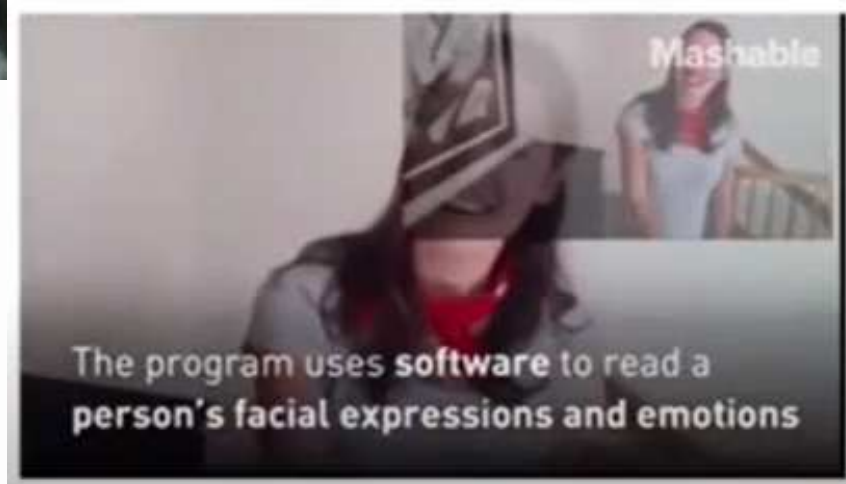 Mashable
The program uses software to read a
person's facial expressions and emotions